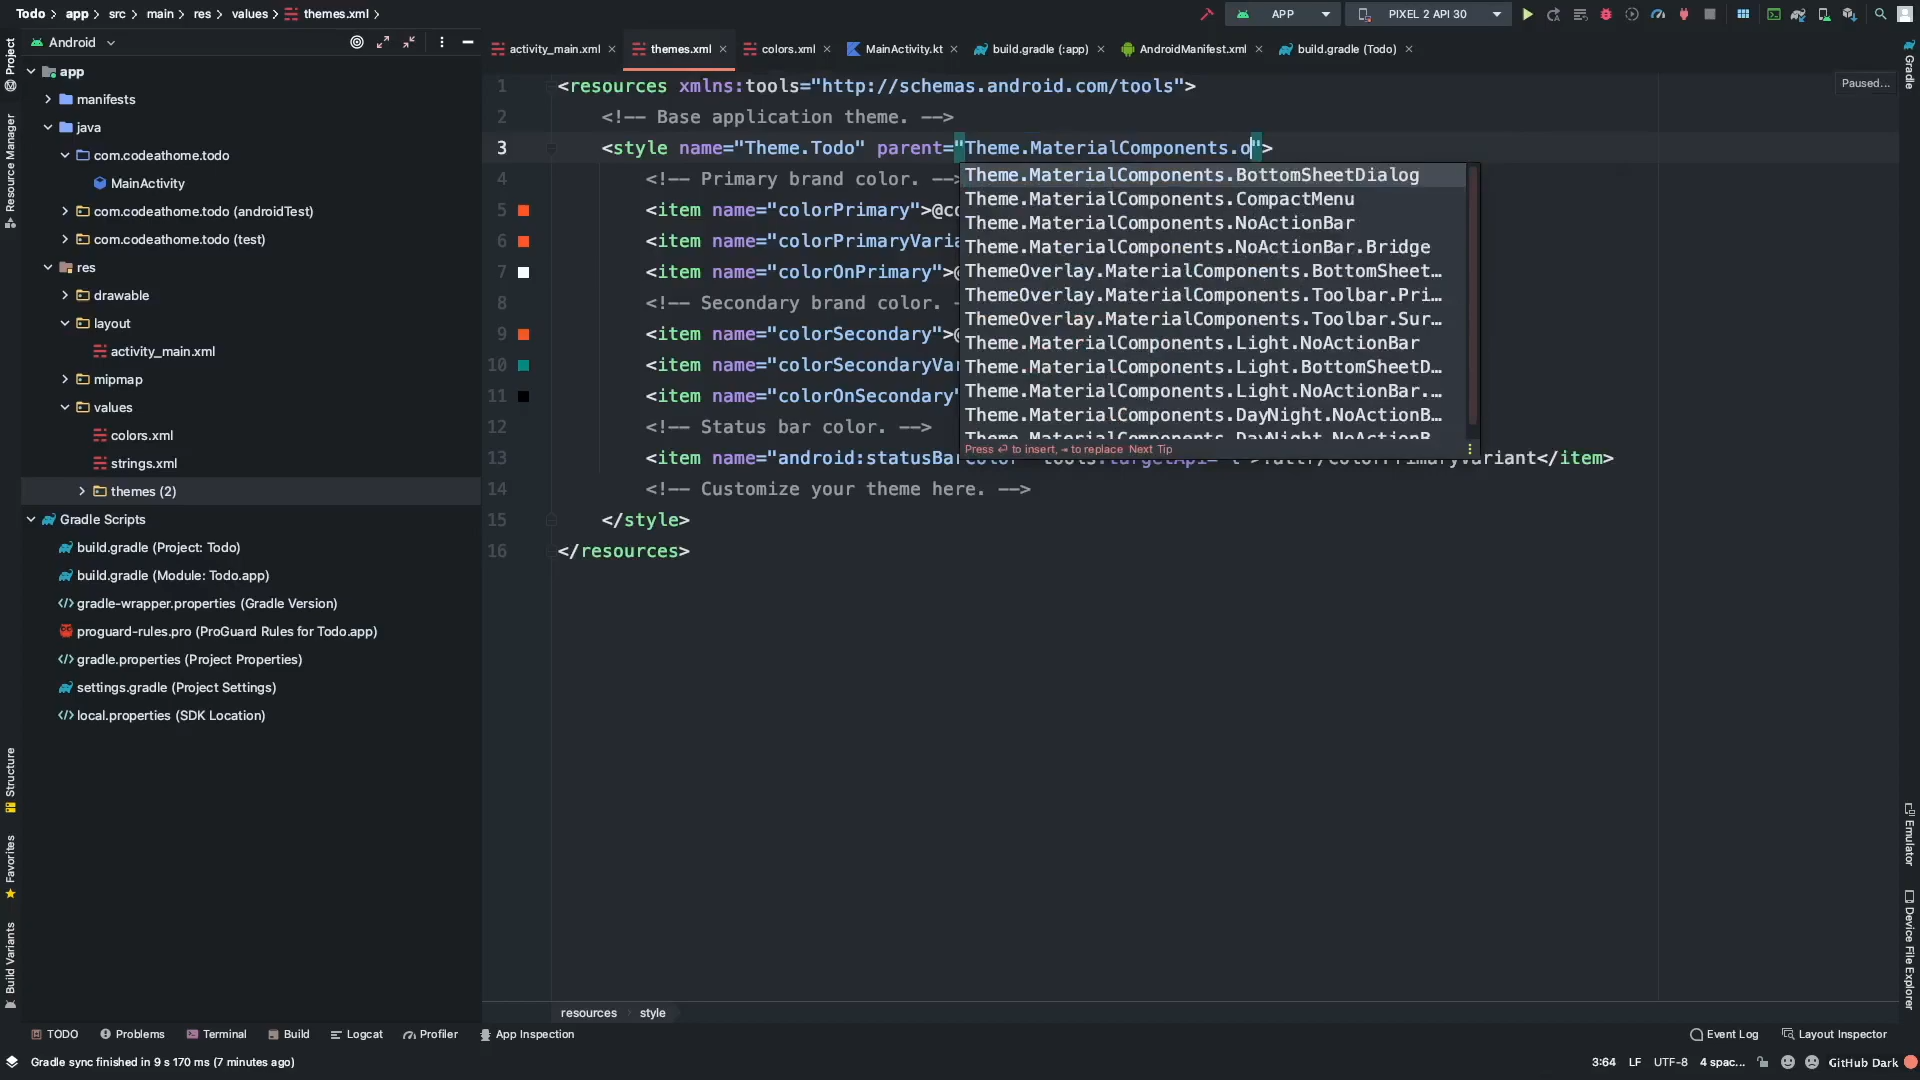 Todo app src main res values themes.xml
APP PIXEL 2 API 30
Android
activity_main.xml themes.xml colors.xml MainActivity.kt build.gradle (:app) AndroidManifest.xml build.gradle (Todo)
Project
Resource Manager
Structure
Favorites
Build Variants
app
manifests
java
com.codeathome.todo
MainActivity
com.codeathome.todo (androidTest)
com.codeathome.todo (test)
res
drawable
layout
activity_main.xml
mipmap
values
colors.xml
strings.xml
themes (2)
Gradle Scripts
build.gradle (Project: Todo)
build.gradle (Module: Todo.app)
gradle-wrapper.properties (Gradle Version)
proguard-rules.pro (ProGuard Rules for Todo.app)
gradle.properties (Project Properties)
settings.gradle (Project Settings)
local.properties (SDK Location)
1 <resources xmlns:tools="http://schemas.android.com/tools">
2 <!-- Base application theme. -->
3 <style name="Theme.Todo" parent="Theme.MaterialComponents.o">
4 <!-- Primary brand color. -->
5 <item name="colorPrimary">@co
6 <item name="colorPrimaryVaria
7 <item name="colorOnPrimary">@
8 <!-- Secondary brand color. -
9 <item name="colorSecondary">@
10 <item name="colorSecondaryVar
11 <item name="colorOnSecondary"
12 <!-- Status bar color. -->
13 <item name="android:statusBarColor" tools:targetApi="l">?attr/colorPrimaryVariant</item>
14 <!-- Customize your theme here. -->
15 </style>
16 </resources>
Theme.MaterialComponents.BottomSheetDialog
Theme.MaterialComponents.CompactMenu
Theme.MaterialComponents.NoActionBar
Theme.MaterialComponents.NoActionBar.Bridge
ThemeOverlay.MaterialComponents.BottomSheet…
ThemeOverlay.MaterialComponents.Toolbar.Pri…
ThemeOverlay.MaterialComponents.Toolbar.Sur…
Theme.MaterialComponents.Light.NoActionBar
Theme.MaterialComponents.Light.BottomSheetD…
Theme.MaterialComponents.Light.NoActionBar.…
Theme.MaterialComponents.DayNight.NoActionB…
Theme.MaterialComponents.DayNight.NoActionB…
Press ⏎ to insert, ⇥ to replace Next Tip
Paused...
Gradle
Emulator
Device File Explorer
resources style
TODO Problems Terminal Build Logcat Profiler App Inspection Event Log Layout Inspector
Gradle sync finished in 9 s 170 ms (7 minutes ago) 3:64 LF UTF-8 4 spac... GitHub Dark